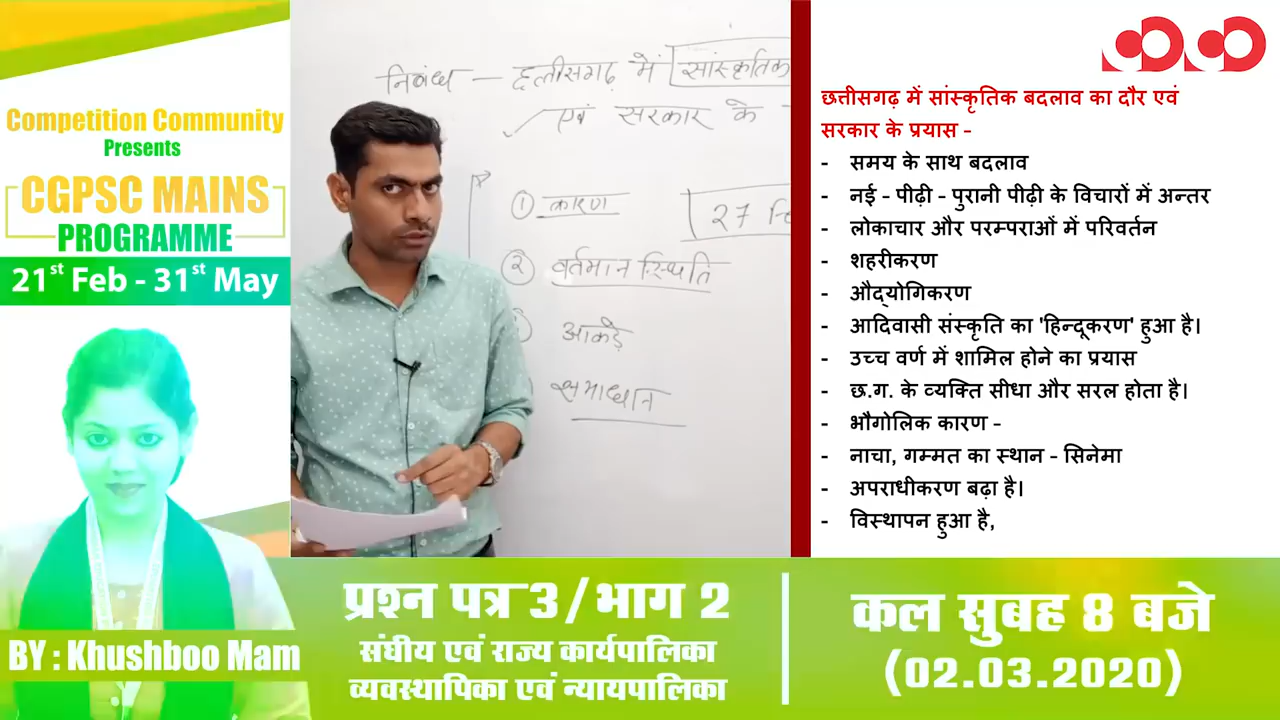 Competition Community
Presents
CGPSC MAINS
PROGRAMME
21st Feb - 31st May
BY : Khushboo Mam
निबंध – छत्तीसगढ़ में सांस्कृतिक
एवं सरकार के
① कारण
27
② वर्तमान स्थिति
आकड़े
समाधान
छत्तीसगढ़ में सांस्कृतिक बदलाव का दौर एवं
सरकार के प्रयास –
- समय के साथ बदलाव
- नई – पीढ़ी – पुरानी पीढ़ी के विचारों में अन्तर
- लोकाचार और परम्पराओं में परिवर्तन
- शहरीकरण
- औद्योगिकरण
- आदिवासी संस्कृति का 'हिन्दूकरण' हुआ है।
- उच्च वर्ण में शामिल होने का प्रयास
- छ.ग. के व्यक्ति सीधा और सरल होता है।
- भौगोलिक कारण –
- नाचा, गम्मत का स्थान – सिनेमा
- अपराधीकरण बढ़ा है।
- विस्थापन हुआ है,
प्रश्न पत्र 3/भाग 2
संघीय एवं राज्य कार्यपालिका
व्यवस्थापिका एवं न्यायपालिका
कल सुबह 8 बजे
(02.03.2020)